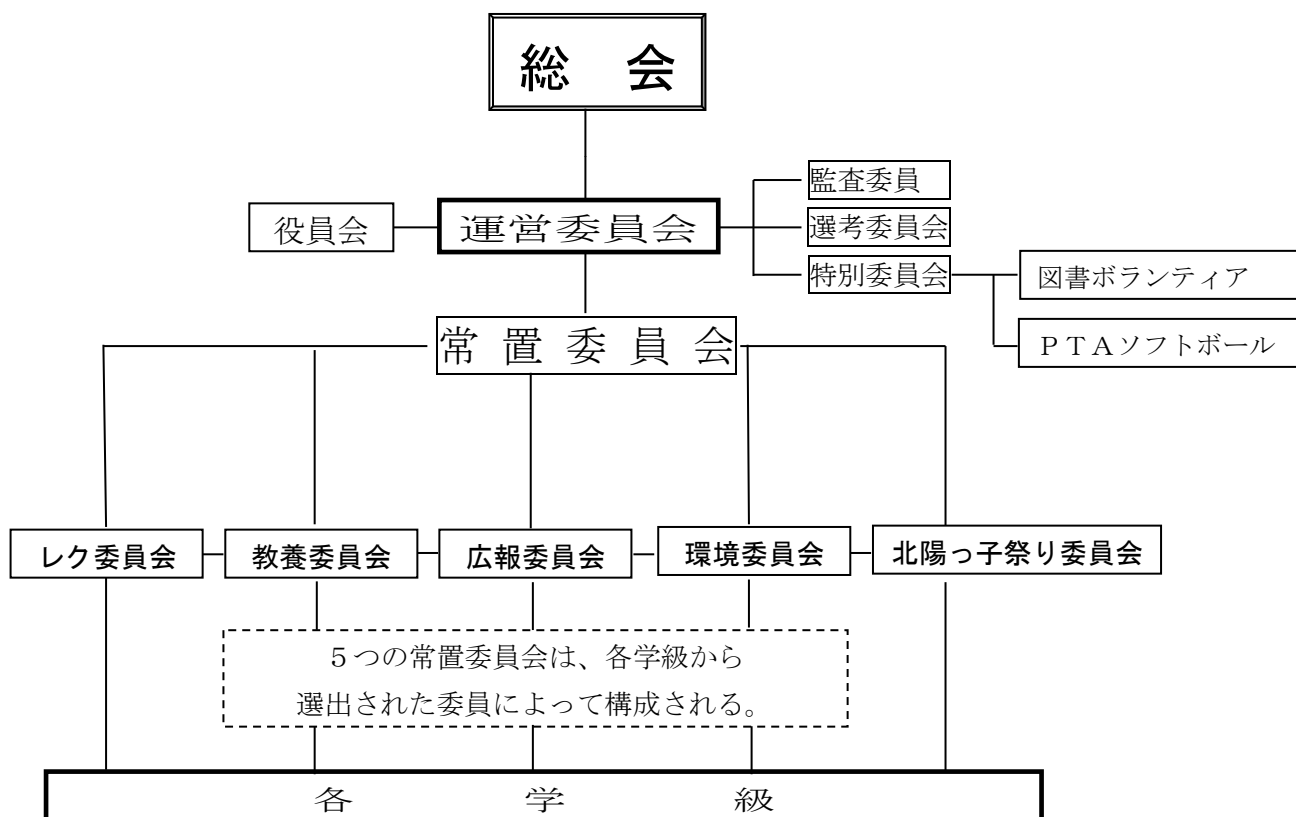 総　会
監査委員
役員会
運営委員会
選考委員会
特別委員会
図書ボランティア
常置委員会
ＰＴＡソフトボール
レク委員会
教養委員会
広報委員会
環境委員会
北陽っ子祭り委員会
５つの常置委員会は、各学級から
選出された委員によって構成される。
各　学　級